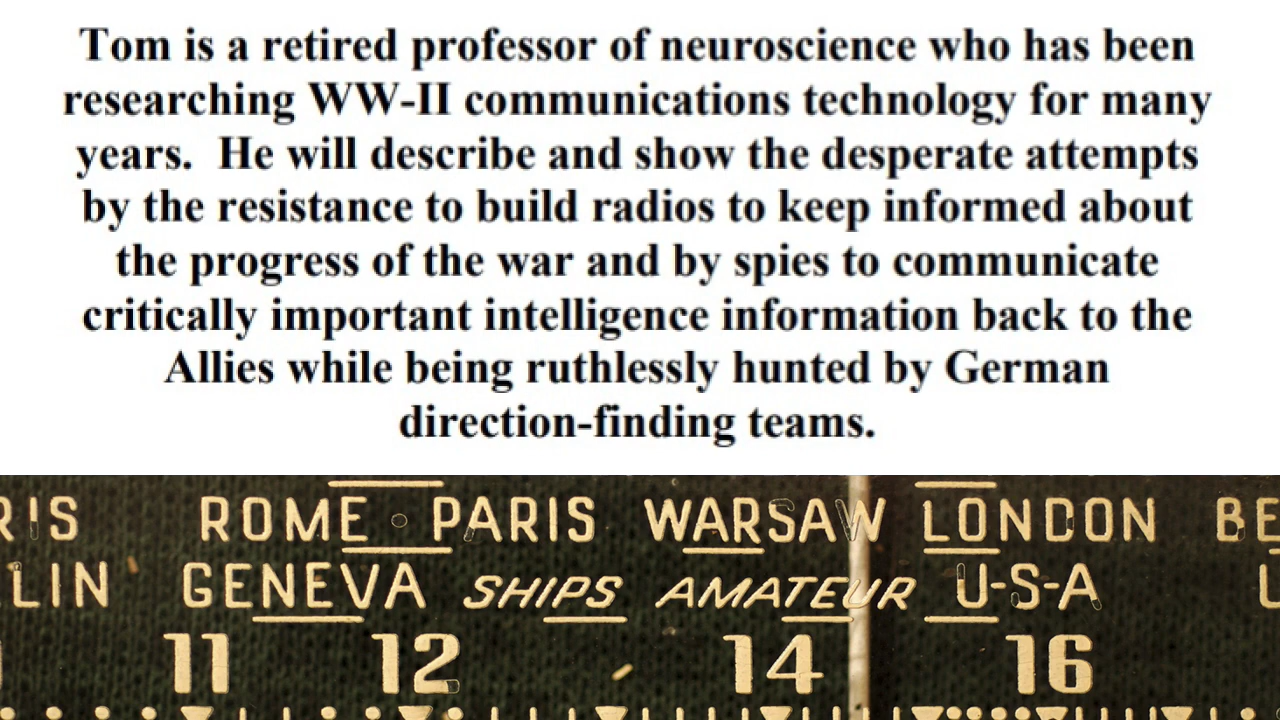 Tom is a retired professor of neuroscience who has been
researching WW-II communications technology for many
years.  He will describe and show the desperate attempts
by the resistance to build radios to keep informed about
the progress of the war and by spies to communicate
critically important intelligence information back to the
Allies while being ruthlessly hunted by German
direction-finding teams.
ROME PARIS WARSAW LONDON
GENEVA SHIPS AMATEUR U-S-A
11 12 14 16